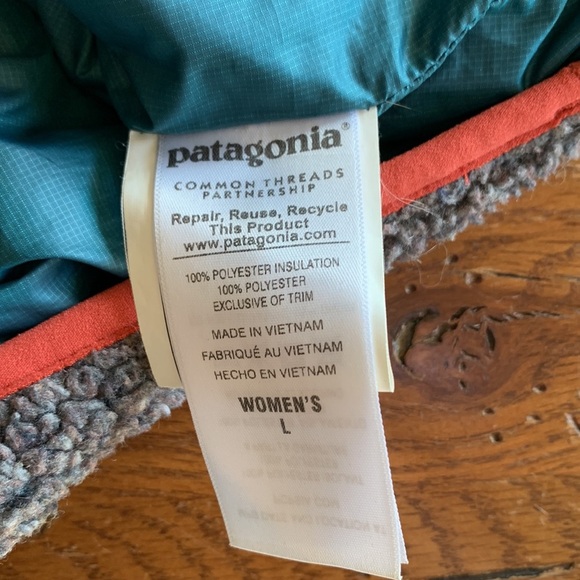 patagonia®
COMMON THREADS
PARTNERSHIP
Repair, Reuse, Recycle
This Product
www.patagonia.com
100% POLYESTER INSULATION
100% POLYESTER
EXCLUSIVE OF TRIM
MADE IN VIETNAM
FABRIQUÉ AU VIETNAM
HECHO EN VIETNAM
WOMEN'S
L